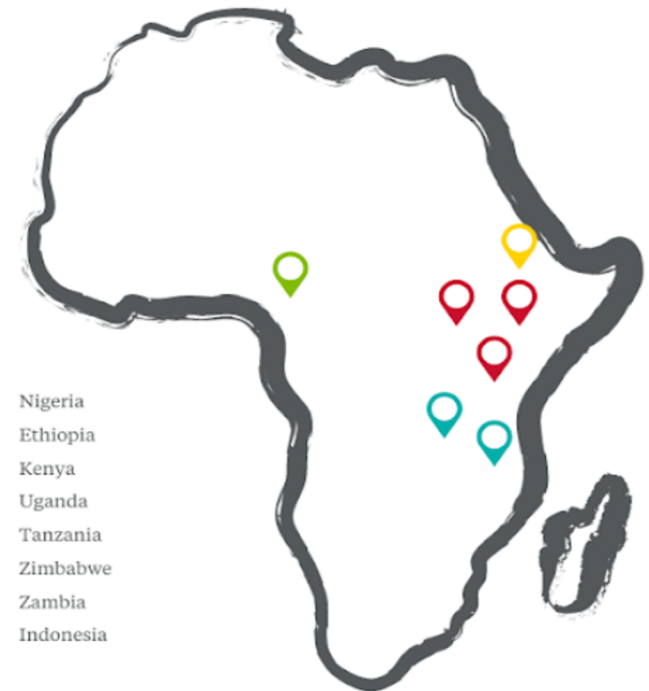 Nigeria
Ethiopia
Kenya
Uganda
Tanzania
Zimbabwe
Zambia
Indonesia